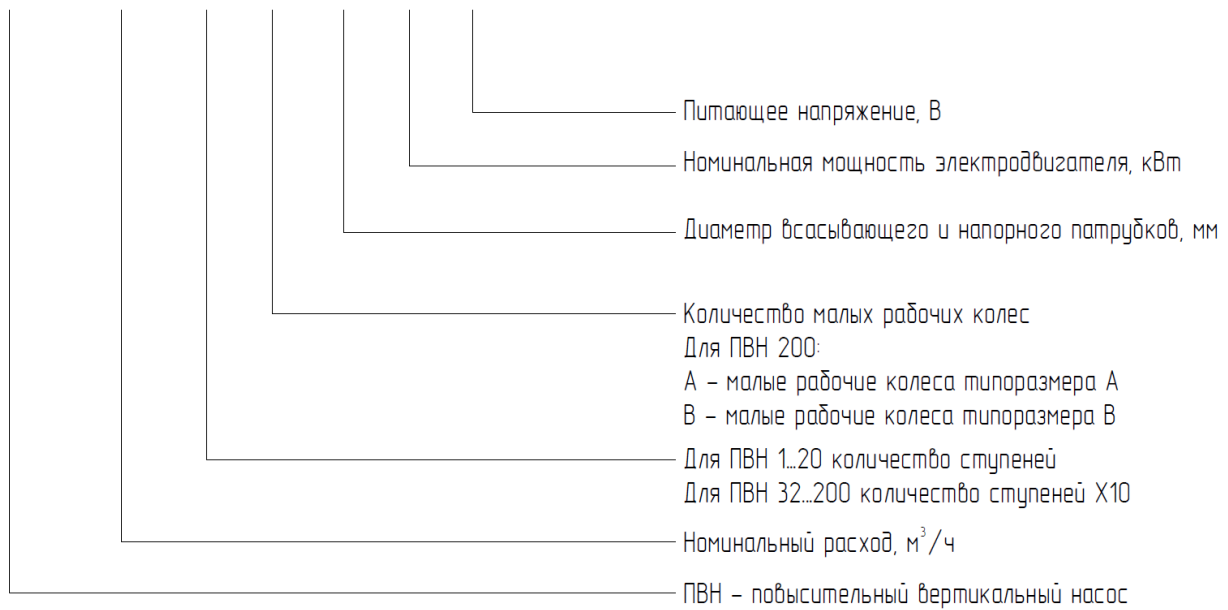 Питающее напряжение, В
Номинальная мощность электродвигателя, кВт
Диаметр всасывающего и напорного патрубков, мм
Количество малых рабочих колес
Для ПВН 200:
А – малые рабочие колеса типоразмера А
В – малые рабочие колеса типоразмера В
Для ПВН 1...20 количество ступеней
Для ПВН 32...200 количество ступеней Х10
Номинальный расход, м³/ч
ПВН – повысительный вертикальный насос